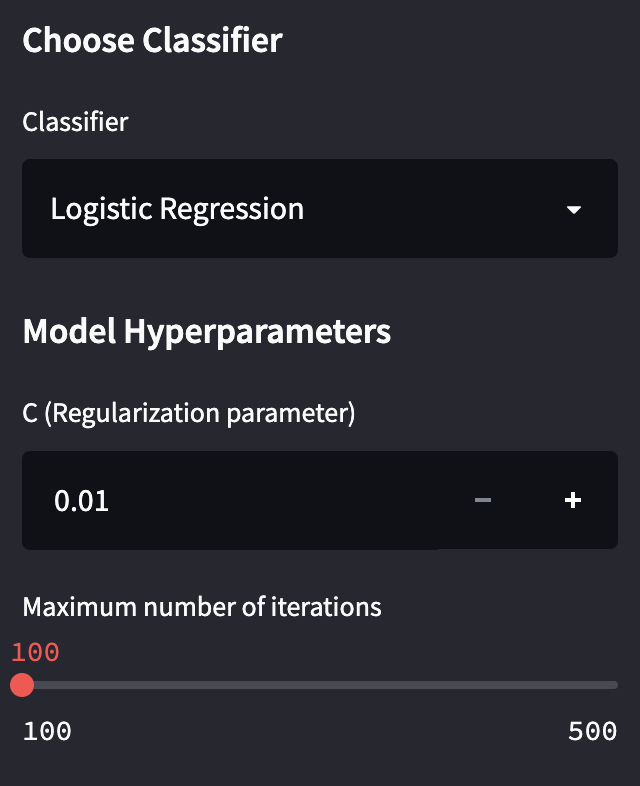 Choose Classifier
Classifier
Logistic Regression
Model Hyperparameters
C (Regularization parameter)
0.01
Maximum number of iterations
100
100 500